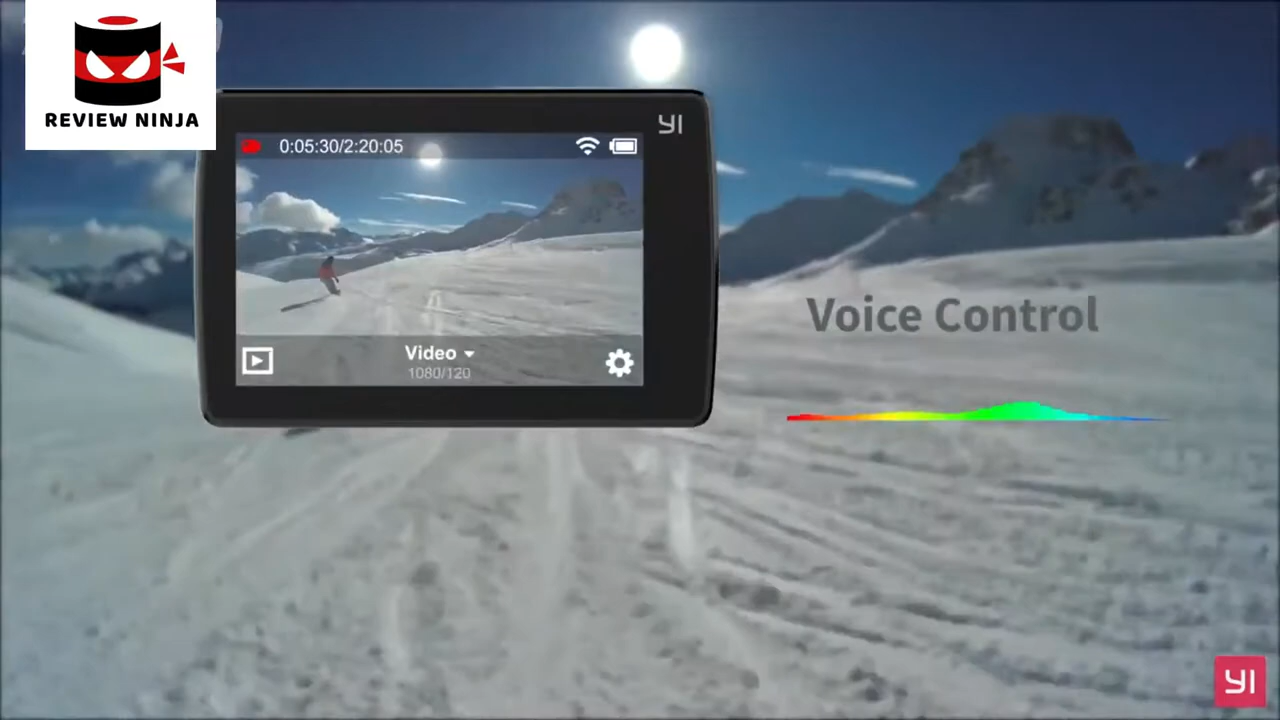 REVIEW NINJA
YI
0:05:30/2:20:05
Video
1080/120
Voice Control
YI